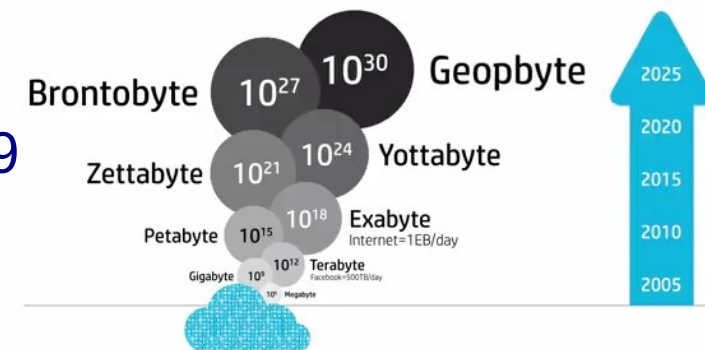 10³⁰ Geopbyte
Brontobyte 10²⁷
10²⁴ Yottabyte
Zettabyte 10²¹
10¹⁸ Exabyte
Internet=1EB/day
Petabyte 10¹⁵
10¹² Terabyte
Facebook=500TB/day
Gigabyte 10⁹
10⁶ Megabyte
9
2025
2020
2015
2010
2005